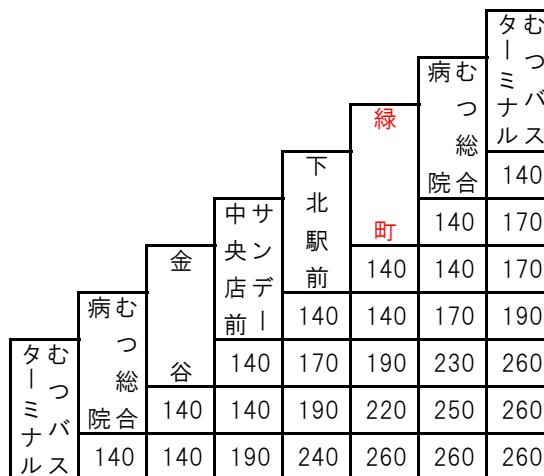 むつバス
ターミナル
むつ総合
病院
140
緑町
140 170
下北駅前
140 140 170
サンデー
中央店前
140 140 170 190
金谷
140 170 190 230 260
むつ総合
病院
140 140 190 220 250 260
むつバス
ターミナル
140 140 190 240 260 260 260